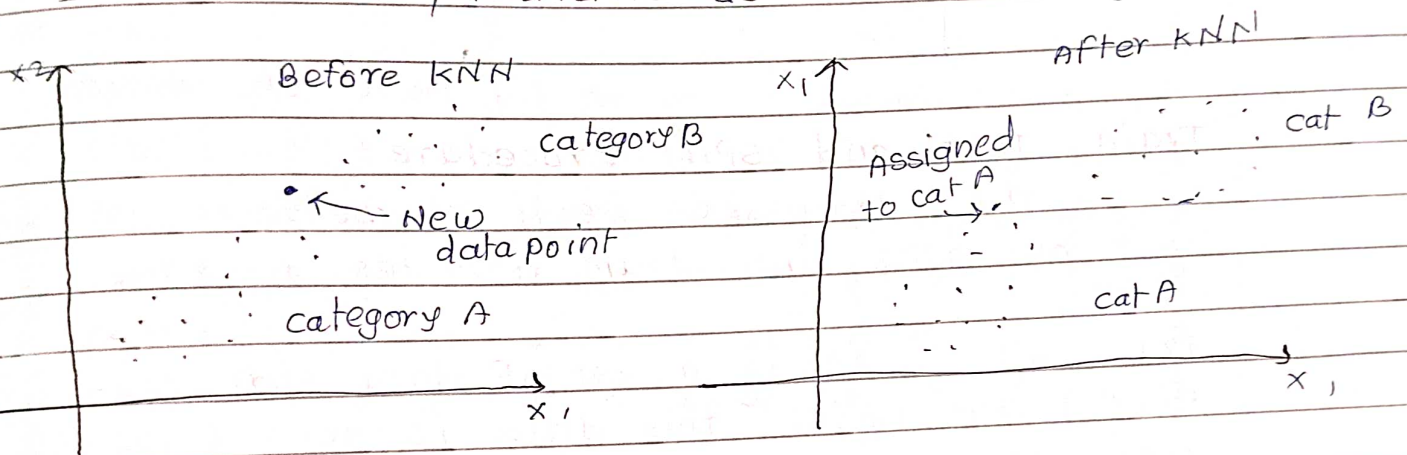 Before KNN
x2
category B
New
data point
category A
x1
After KNN
x1
cat B
Assigned
to cat A
cat A
x1